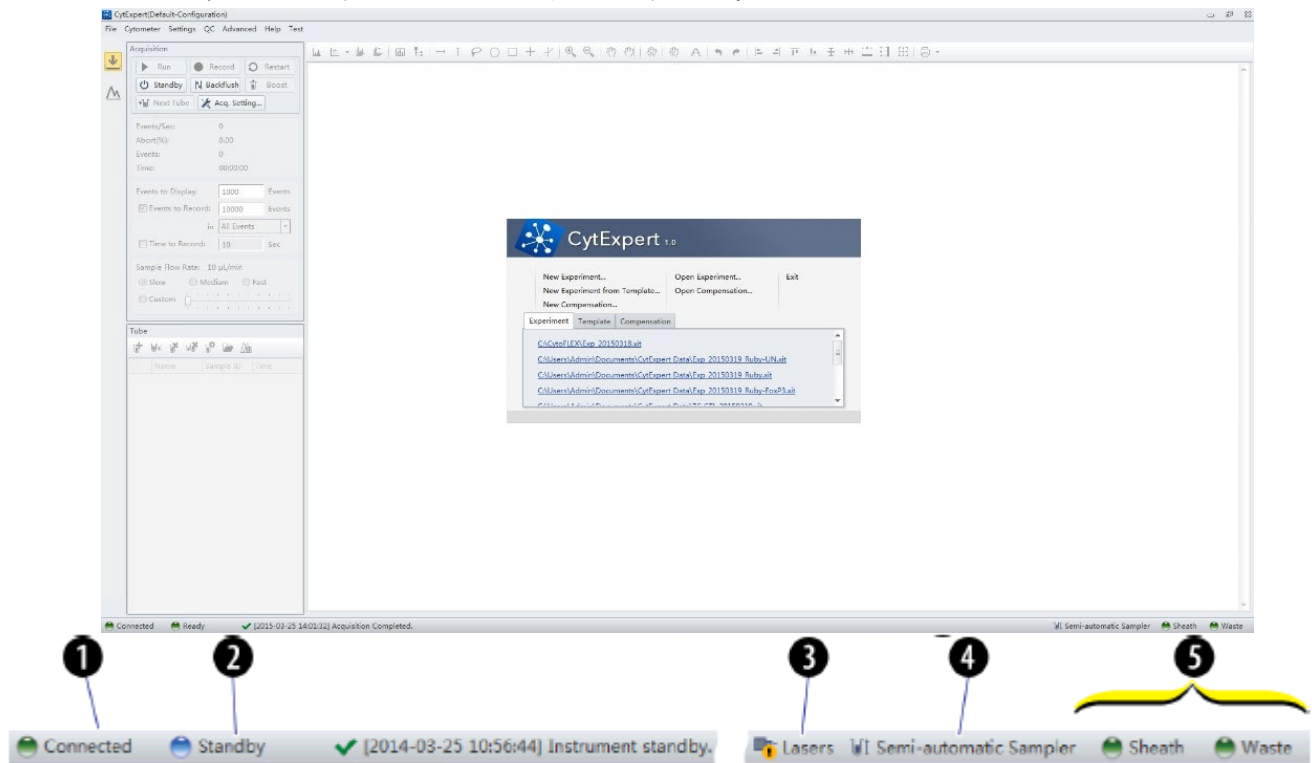 CytExpert(Default-Configuration)
File Cytometer Settings QC Advanced Help Test
Acquisition
Run Record Restart
Standby Backflush Boost
Next Tube Acq. Setting...
Events/Sec: 0
Abort(%): 0.00
Events: 0
Time: 00:00:00
Events to Display: 1000 Events
Events to Record: 10000 Events
in All Events
Time to Record: 10 Sec
Sample Flow Rate: 10 µL/min
Slow Medium Fast
Custom
Tube
Name Sample ID Time
CytExpert 1.0
New Experiment... Open Experiment... Exit
New Experiment from Template... Open Compensation...
New Compensation...
Experiment Template Compensation
C:\CytoFLEX\Exp_20150318.xit
C:\Users\Admin\Documents\CytExpert Data\Exp_20150319_Ruby-UN.xit
C:\Users\Admin\Documents\CytExpert Data\Exp_20150319_Ruby.xit
C:\Users\Admin\Documents\CytExpert Data\Exp_20150319_Ruby-FoxP3.xit
Connected Ready [2015-03-25 14:01:32] Acquisition Completed. Semi-automatic Sampler Sheath Waste
1 2 3 4 5
Connected Standby [2014-03-25 10:56:44] Instrument standby. Lasers Semi-automatic Sampler Sheath Waste